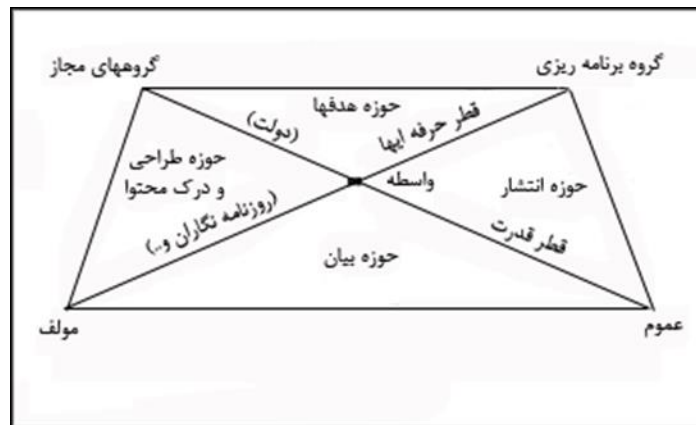 گروه برنامه ریزی
گروههای مجاز
حوزه هدفها
قطر حرفه ایها
(دولت)
حوزه طراحی
و درک محتوا
واسطه
حوزه انتشار
(روزنامه نگاران و..)
قطر قدرت
حوزه بیان
عموم
مولف